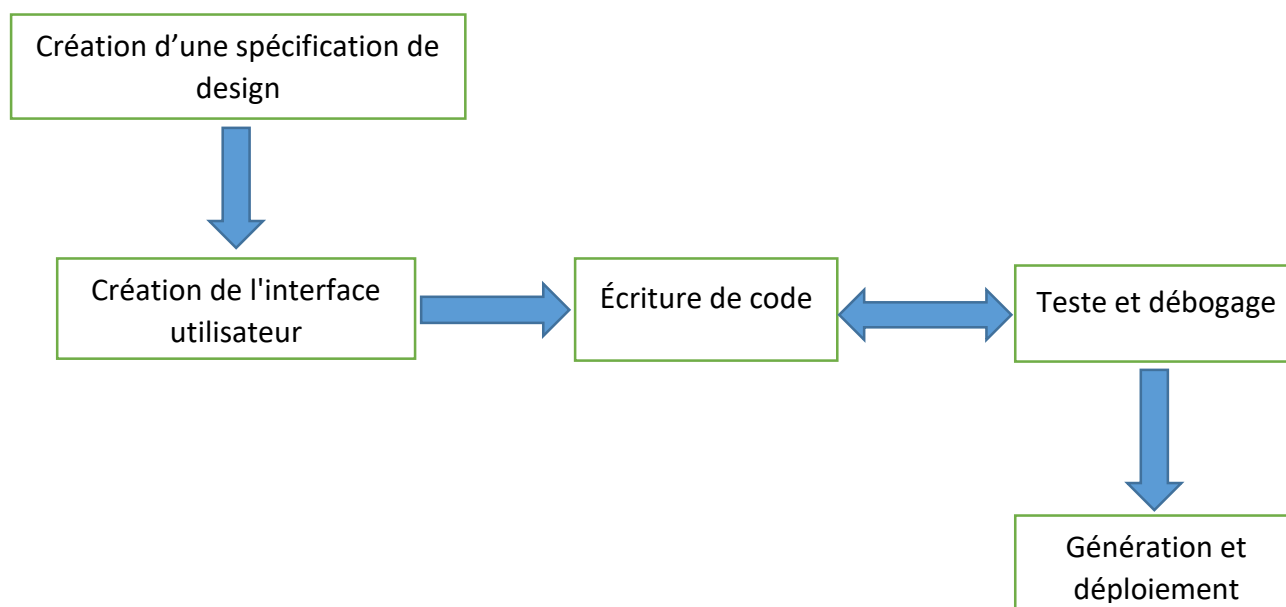 Création d’une spécification de
design
Création de l'interface
utilisateur
Écriture de code
Teste et débogage
Génération et
déploiement